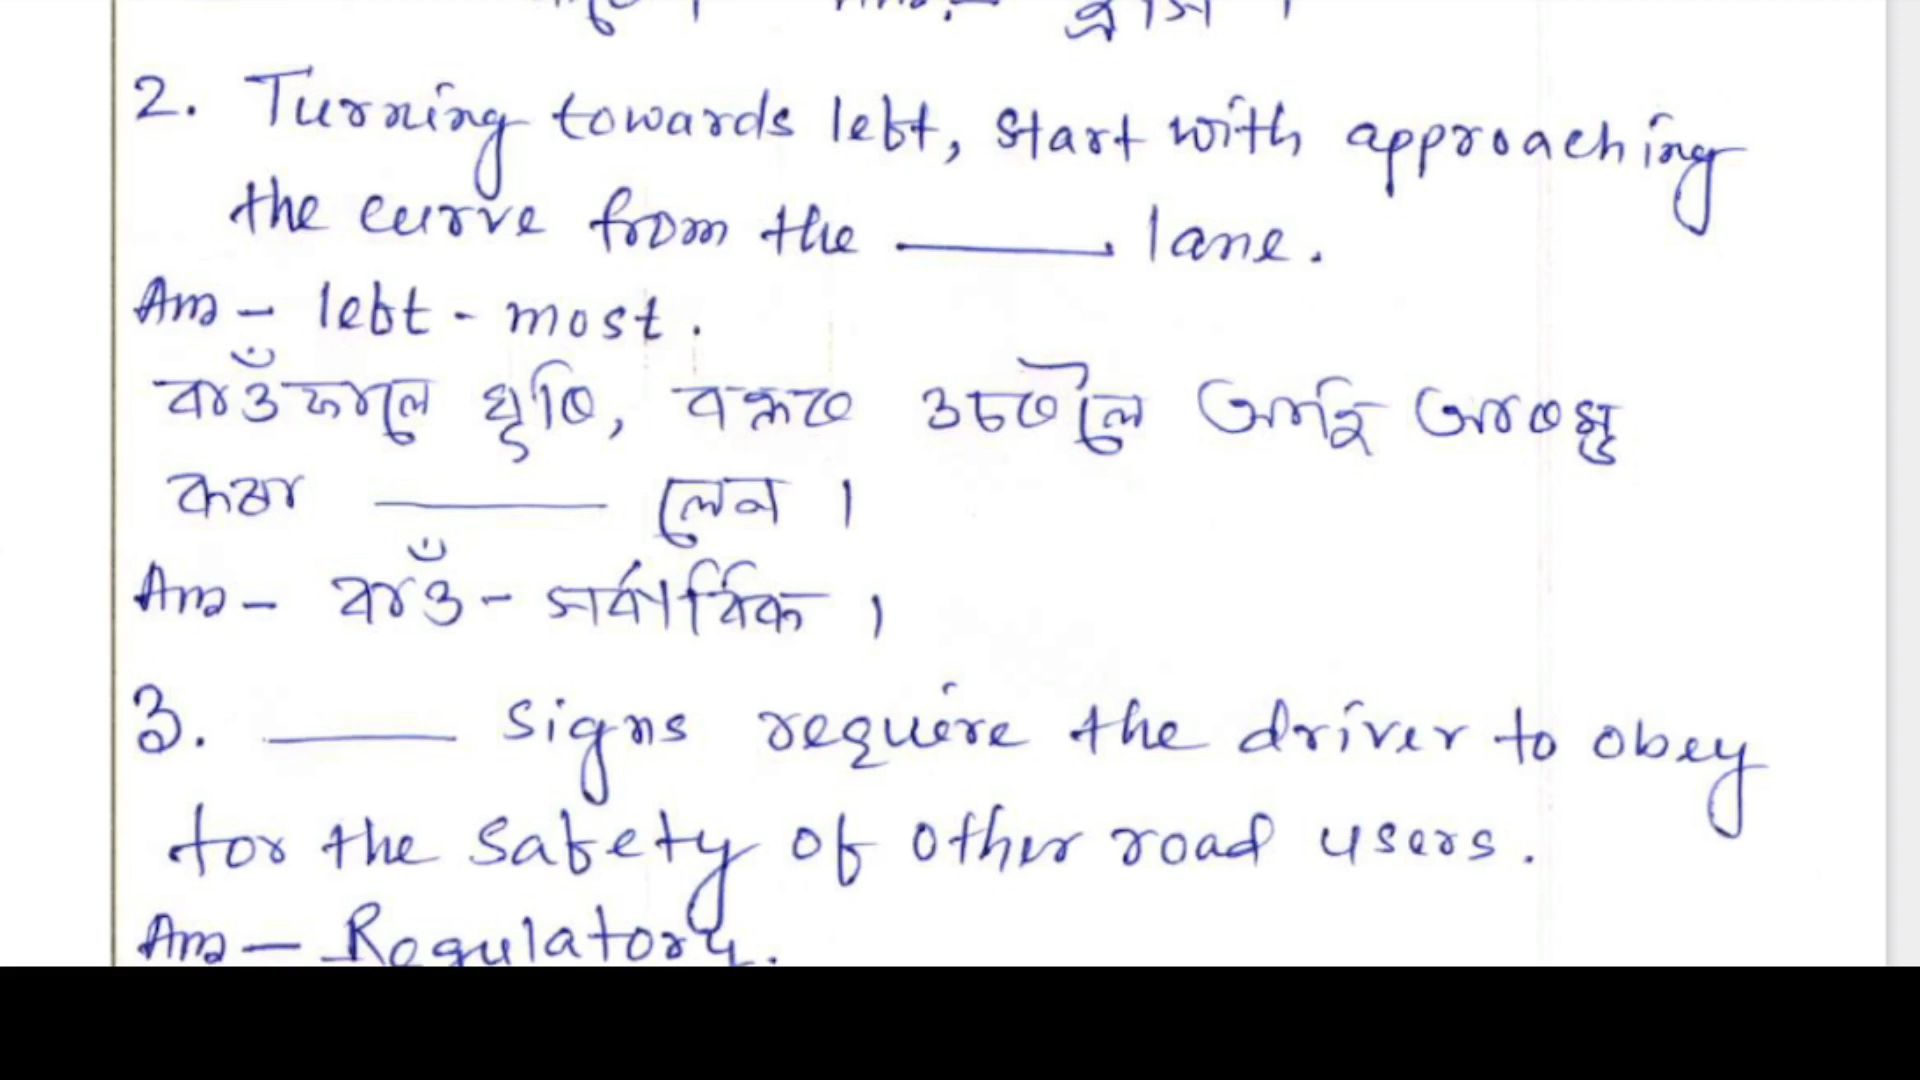 2. Turning towards left, start with approaching
the curve from the ______ lane.
Ans - left - most.
বাওঁফালে ঘূৰি, বক্ৰত ওচৰলৈ আহি আৰম্ভ
কৰা ______ লেন ।
Ans - বাওঁ - সৰ্বাধিক ।
3. ______ signs require the driver to obey
for the safety of other road users.
Ans - Regulatory.